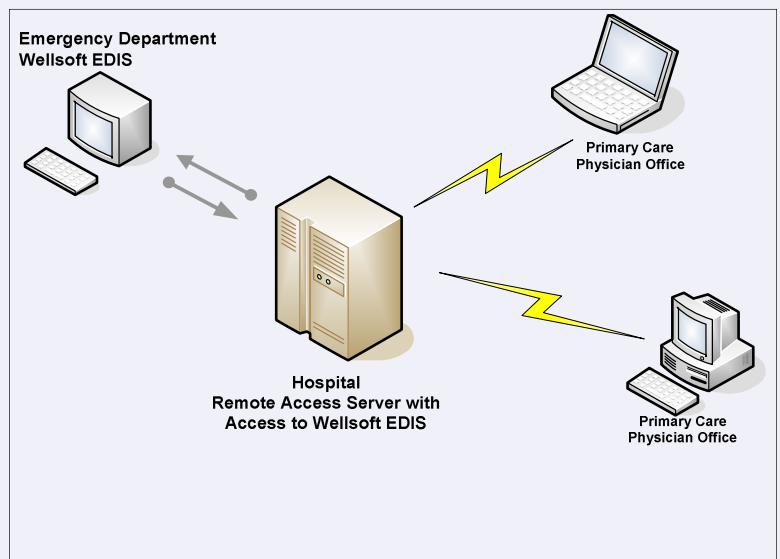 Emergency Department
Wellsoft EDIS
Primary Care
Physician Office
Hospital
Remote Access Server with
Access to Wellsoft EDIS
Primary Care
Physician Office